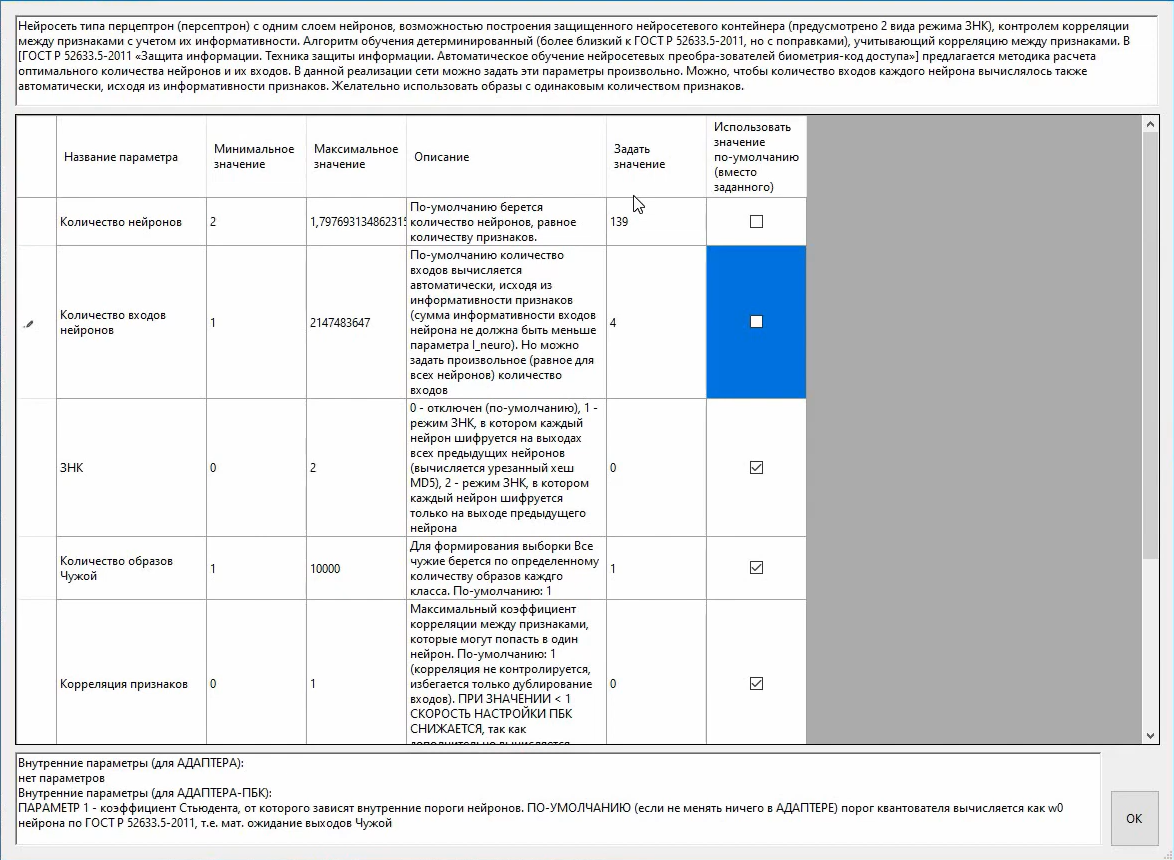 Нейросеть типа перцептрон (персептрон) с одним слоем нейронов, возможностью построения защищенного нейросетевого контейнера (предусмотрено 2 вида режима ЗНК), контролем корреляции
между признаками с учетом их информативности. Алгоритм обучения детерминированный (более близкий к ГОСТ Р 52633.5-2011, но с поправками), учитывающий корреляцию между признаками. В
[ГОСТ Р 52633.5-2011 «Защита информации. Техника защиты информации. Автоматическое обучение нейросетевых преобра-зователей биометрия-код доступа»] предлагается методика расчета
оптимального количества нейронов и их входов. В данной реализации сети можно задать эти параметры произвольно. Можно, чтобы количество входов каждого нейрона вычислялось также
автоматически, исходя из информативности признаков. Желательно использовать образы с одинаковым количеством признаков.
Название параметра
Минимальное
значение
Максимальное
значение
Описание
Задать
значение
Использовать
значение
по-умолчанию
(вместо
заданного)
Количество нейронов
2
1,797693134862315
По-умолчанию берется
количество нейронов, равное
количеству признаков.
139
Количество входов
нейронов
1
2147483647
По-умолчанию количество
входов вычисляется
автоматически, исходя из
информативности признаков
(сумма информативности входов
нейрона не должна быть меньше
параметра I_neuro). Но можно
задать произвольное (равное для
всех нейронов) количество
входов
4
ЗНК
0
2
0 - отключен (по-умолчанию), 1 -
режим ЗНК, в котором каждый
нейрон шифруется на выходах
всех предыдущих нейронов
(вычисляется урезанный хеш
MD5), 2 - режим ЗНК, в котором
каждый нейрон шифруется
только на выходе предыдущего
нейрона
0
Количество образов
Чужой
1
10000
Для формирования выборки Все
чужие берется по определенному
количеству образов каждго
класса. По-умолчанию: 1
1
Корреляция признаков
0
1
Максимальный коэффициент
корреляции между признаками,
которые могут попасть в один
нейрон. По-умолчанию: 1
(корреляция не контролируется,
избегается только дублирование
входов). ПРИ ЗНАЧЕНИИ < 1
СКОРОСТЬ НАСТРОЙКИ ПБК
СНИЖАЕТСЯ, так как
дополнительно вычисляется
0
Внутренние параметры (для АДАПТЕРА):
нет параметров
Внутренние параметры (для АДАПТЕРА-ПБК):
ПАРАМЕТР 1 - коэффициент Стьюдента, от которого зависят внутренние пороги нейронов. ПО-УМОЛЧАНИЮ (если не менять ничего в АДАПТЕРЕ) порог квантователя вычисляется как w0
нейрона по ГОСТ Р 52633.5-2011, т.е. мат. ожидание выходов Чужой
OK